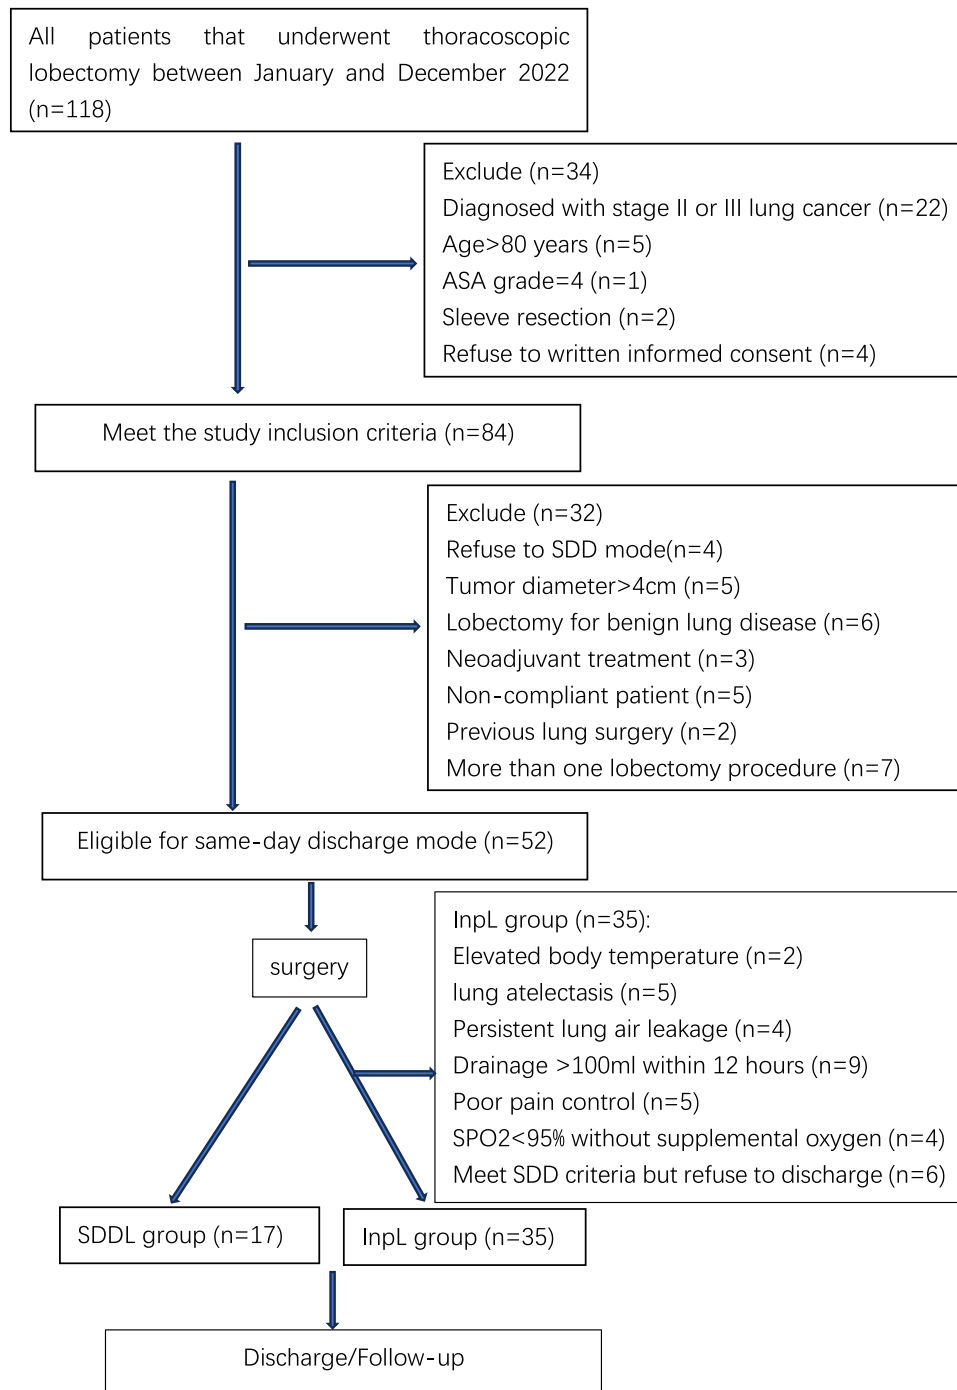 All patients that underwent thoracoscopic
lobectomy between January and December 2022
(n=118)
Exclude (n=34)
Diagnosed with stage II or III lung cancer (n=22)
Age>80 years (n=5)
ASA grade=4 (n=1)
Sleeve resection (n=2)
Refuse to written informed consent (n=4)
Meet the study inclusion criteria (n=84)
Exclude (n=32)
Refuse to SDD mode(n=4)
Tumor diameter>4cm (n=5)
Lobectomy for benign lung disease (n=6)
Neoadjuvant treatment (n=3)
Non-compliant patient (n=5)
Previous lung surgery (n=2)
More than one lobectomy procedure (n=7)
Eligible for same-day discharge mode (n=52)
surgery
InpL group (n=35):
Elevated body temperature (n=2)
lung atelectasis (n=5)
Persistent lung air leakage (n=4)
Drainage >100ml within 12 hours (n=9)
Poor pain control (n=5)
SPO2<95% without supplemental oxygen (n=4)
Meet SDD criteria but refuse to discharge (n=6)
SDDL group (n=17)
InpL group (n=35)
Discharge/Follow-up